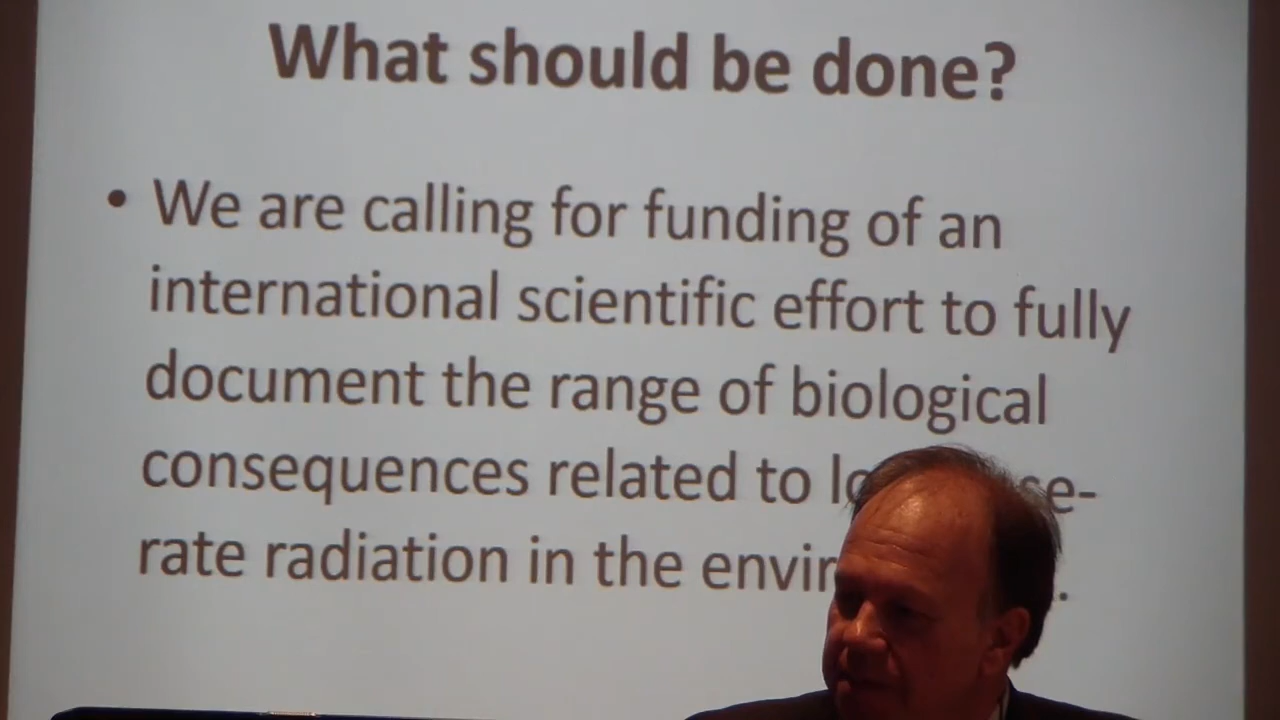 What should be done?
• We are calling for funding of an
international scientific effort to fully
document the range of biological
consequences related to
rate radiation in the